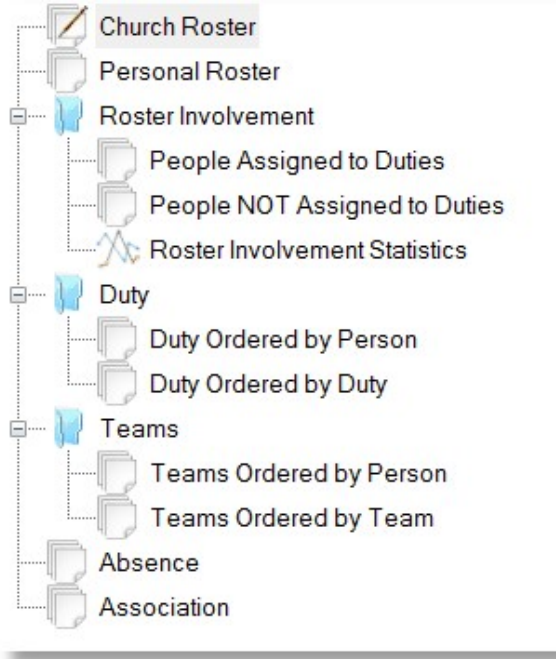 Church Roster
Personal Roster
Roster Involvement
People Assigned to Duties
People NOT Assigned to Duties
Roster Involvement Statistics
Duty
Duty Ordered by Person
Duty Ordered by Duty
Teams
Teams Ordered by Person
Teams Ordered by Team
Absence
Association